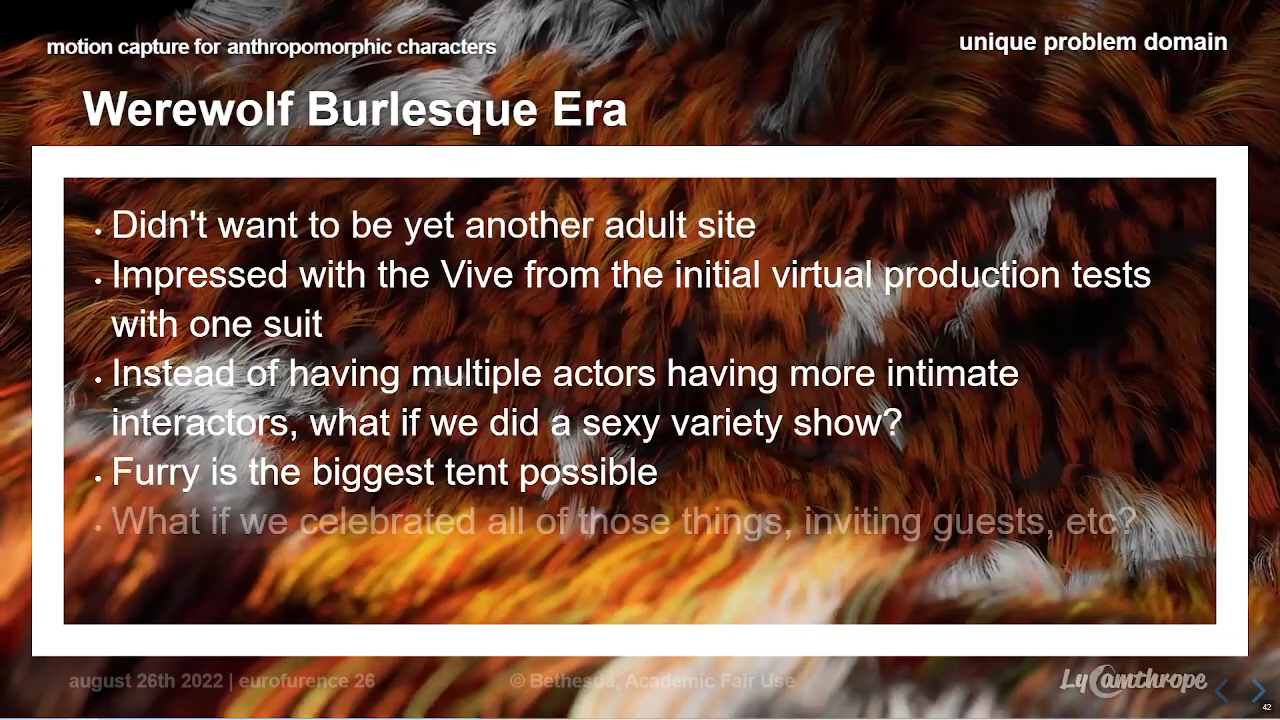 motion capture for anthropomorphic characters
unique problem domain
Werewolf Burlesque Era
• Didn't want to be yet another adult site
• Impressed with the Vive from the initial virtual production tests
with one suit
• Instead of having multiple actors having more intimate
interactors, what if we did a sexy variety show?
• Furry is the biggest tent possible
• What if we celebrated all of those things, inviting guests, etc?
august 26th 2022 | eurofurence 26
© Bethesda, Academic Fair Use
LyCamthrope
42